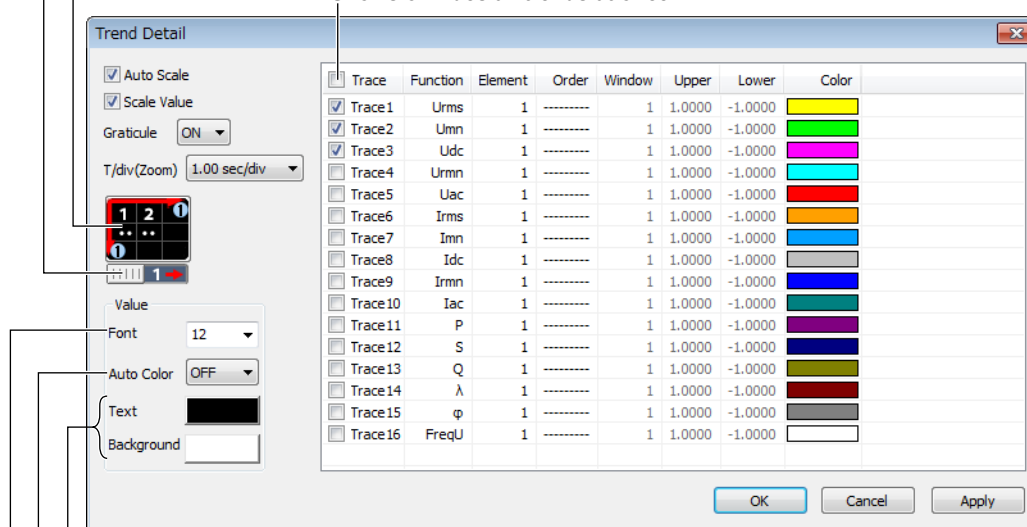 Trend Detail
Auto Scale
Scale Value
Graticule ON
T/div(Zoom) 1.00 sec/div
1 2 1
1
1
Value
Font 12
Auto Color OFF
Text
Background
Trace Function Element Order Window Upper Lower Color
Trace1 Urms 1 --------- 1 1.0000 -1.0000
Trace2 Umn 1 --------- 1 1.0000 -1.0000
Trace3 Udc 1 --------- 1 1.0000 -1.0000
Trace4 Urmn 1 --------- 1 1.0000 -1.0000
Trace5 Uac 1 --------- 1 1.0000 -1.0000
Trace6 Irms 1 --------- 1 1.0000 -1.0000
Trace7 Imn 1 --------- 1 1.0000 -1.0000
Trace8 Idc 1 --------- 1 1.0000 -1.0000
Trace9 Irmn 1 --------- 1 1.0000 -1.0000
Trace10 Iac 1 --------- 1 1.0000 -1.0000
Trace11 P 1 --------- 1 1.0000 -1.0000
Trace12 S 1 --------- 1 1.0000 -1.0000
Trace13 Q 1 --------- 1 1.0000 -1.0000
Trace14 λ 1 --------- 1 1.0000 -1.0000
Trace15 φ 1 --------- 1 1.0000 -1.0000
Trace16 FreqU 1 --------- 1 1.0000 -1.0000
OK Cancel Apply